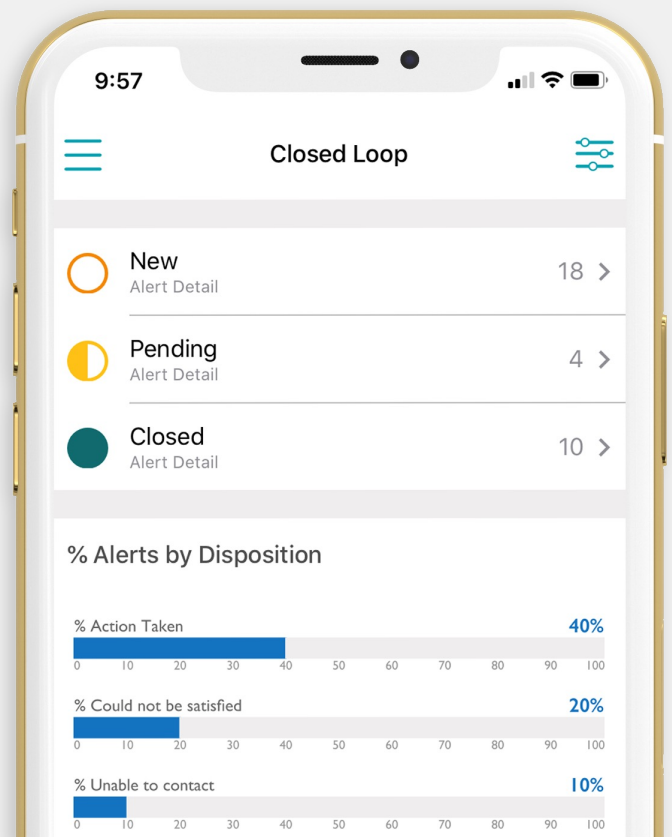 9:57
Closed Loop
New
Alert Detail
18
Pending
Alert Detail
4
Closed
Alert Detail
10
% Alerts by Disposition
% Action Taken 40%
0 10 20 30 40 50 60 70 80 90 100
% Could not be satisfied 20%
0 10 20 30 40 50 60 70 80 90 100
% Unable to contact 10%
0 10 20 30 40 50 60 70 80 90 100